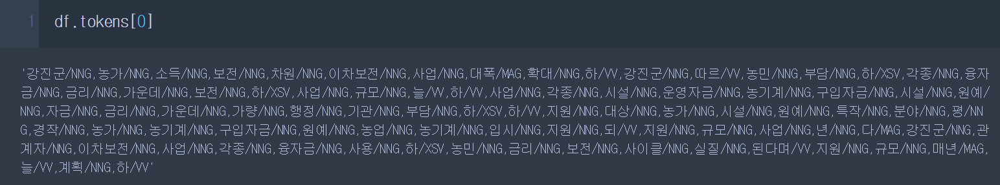 1 df.tokens[0]
'강진군/NNG,농가/NNG,소득/NNG,보전/NNG,차원/NNG,이차보전/NNG,사업/NNG,대폭/MAG,확대/NNG,하/VV,강진군/NNG,따르/VV,농민/NNG,부담/NNG,하/XSV,각종/NNG,융자
금/NNG,금리/NNG,가운데/NNG,보전/NNG,하/XSV,사업/NNG,규모/NNG,늘/VV,하/VV,사업/NNG,각종/NNG,시설/NNG,운영자금/NNG,농기계/NNG,구입자금/NNG,시설/NNG,원예/
NNG,자금/NNG,금리/NNG,가운데/NNG,가량/NNG,행정/NNG,기관/NNG,부담/NNG,하/XSV,하/VV,지원/NNG,대상/NNG,농가/NNG,시설/NNG,원예/NNG,특작/NNG,분야/NNG,평/NN
G,경작/NNG,농가/NNG,농기계/NNG,구입자금/NNG,원예/NNG,농업/NNG,농기계/NNG,입시/NNG,지원/NNG,되/VV,지원/NNG,규모/NNG,사업/NNG,년/NNG,다/MAG,강진군/NNG,관
계자/NNG,이차보전/NNG,사업/NNG,각종/NNG,융자금/NNG,사용/NNG,하/XSV,농민/NNG,금리/NNG,보전/NNG,사이클/NNG,실질/NNG,된다며/VV,지원/NNG,규모/NNG,매년/MAG,
늘/VV,계획/NNG,하/VV'